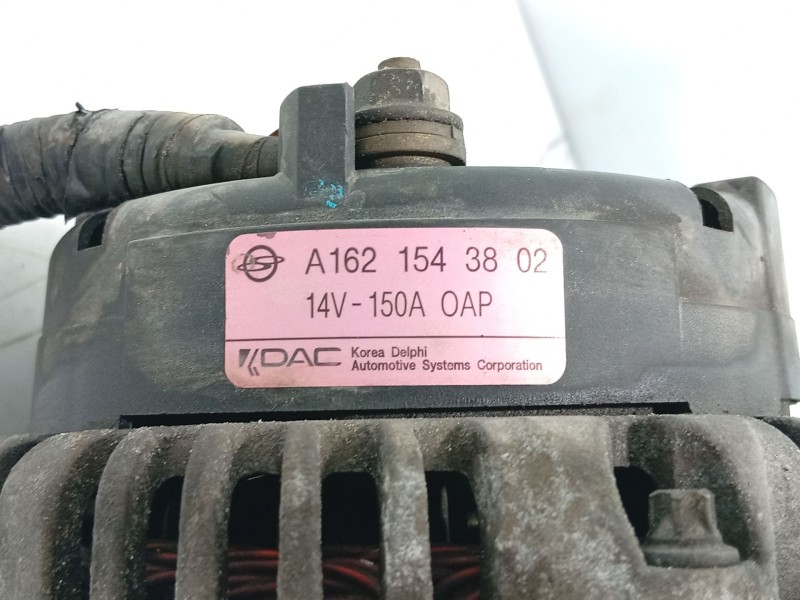 A162 154 38 02
14V-150A OAP
KDAC Korea Delphi
Automotive Systems Corporation